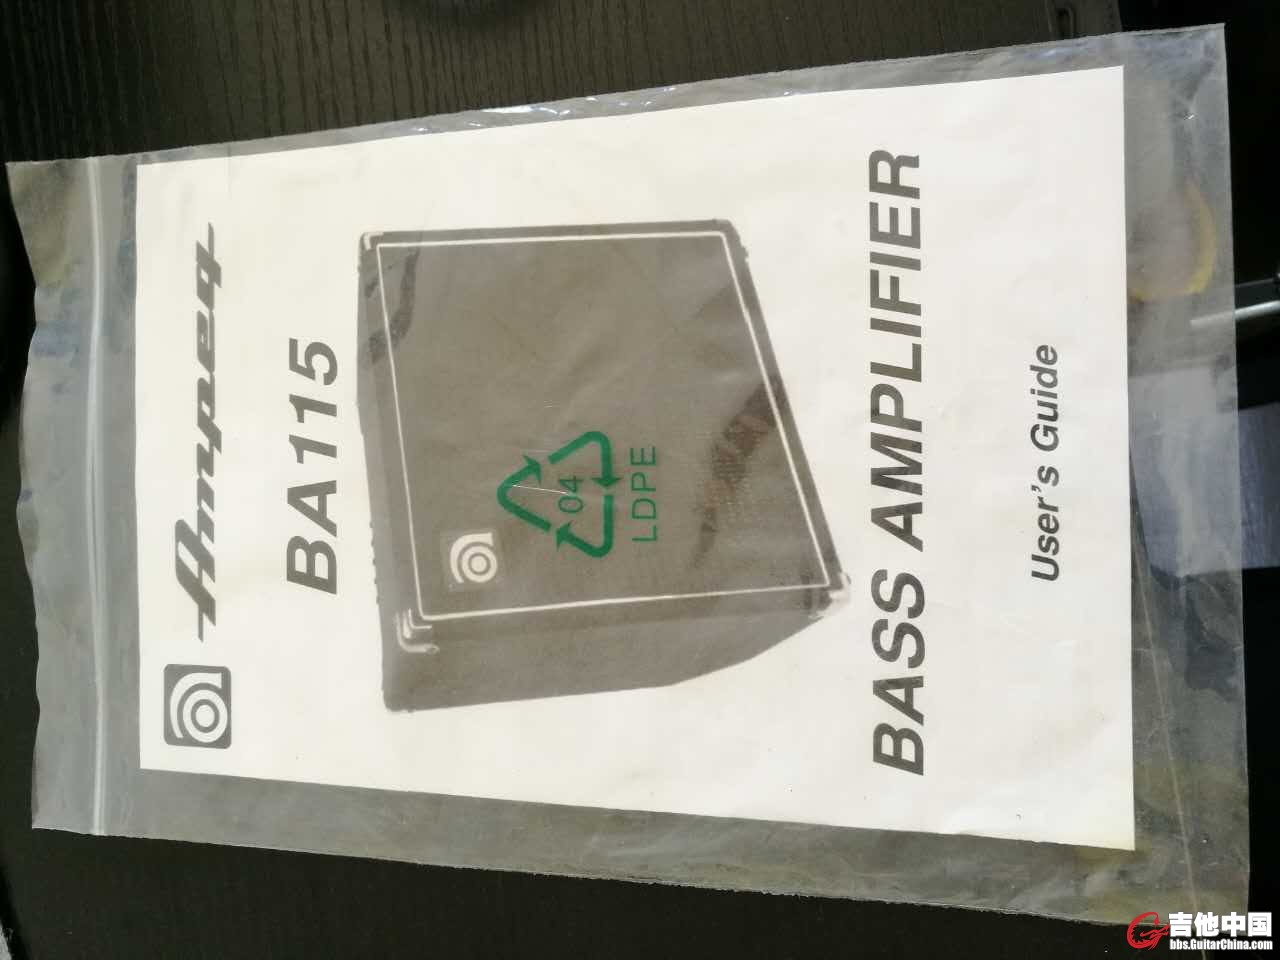 Ampeg
BA115
04
LDPE
BASS AMPLIFIER
User's Guide
吉他中国
bbs.GuitarChina.com